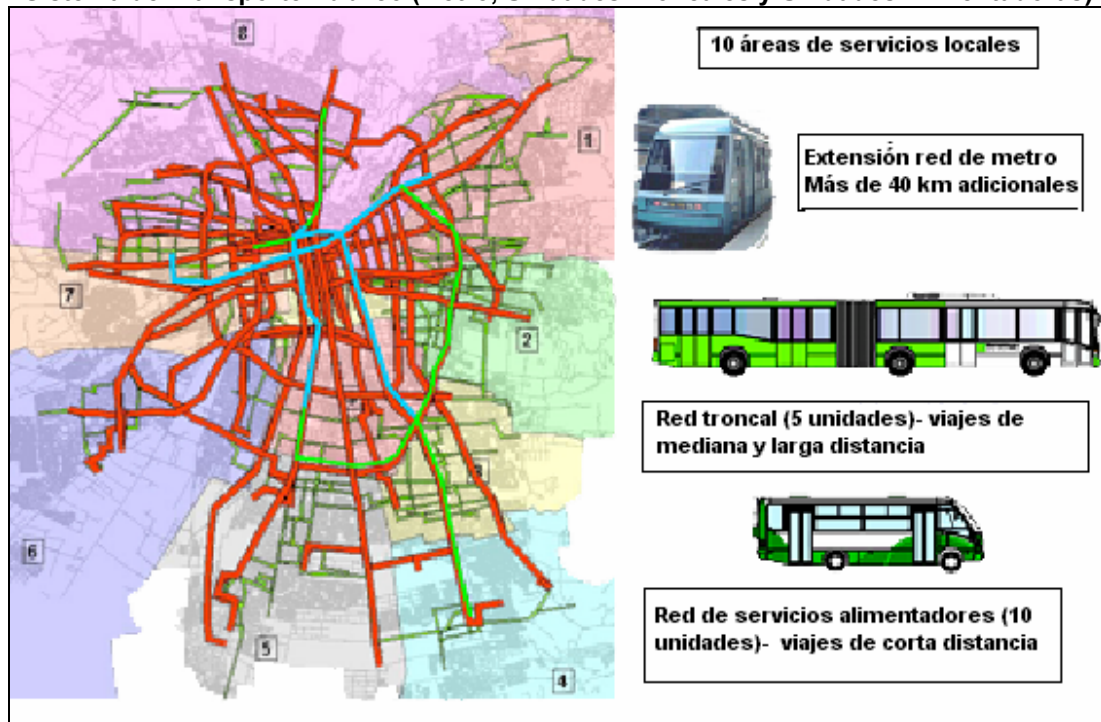 10 áreas de servicios locales
Extensión red de metro
Más de 40 km adicionales
Red troncal (5 unidades)- viajes de
mediana y larga distancia
Red de servicios alimentadores (10
unidades)- viajes de corta distancia
8
1
7
2
3
6
5
4